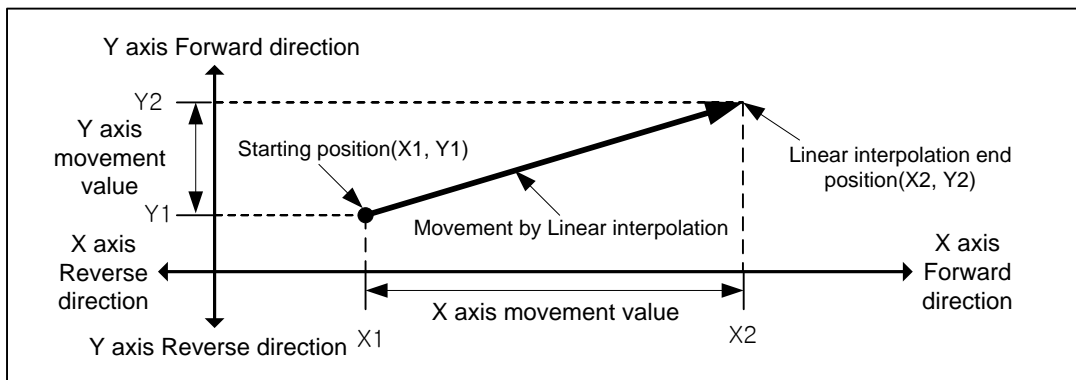 Y axis Forward direction
Y2
Y axis
movement
value
Starting position(X1, Y1)
Linear interpolation end
position(X2, Y2)
Y1
Movement by Linear interpolation
X axis
Reverse
direction
X axis
Forward
direction
X axis movement value
Y axis Reverse direction
X1
X2